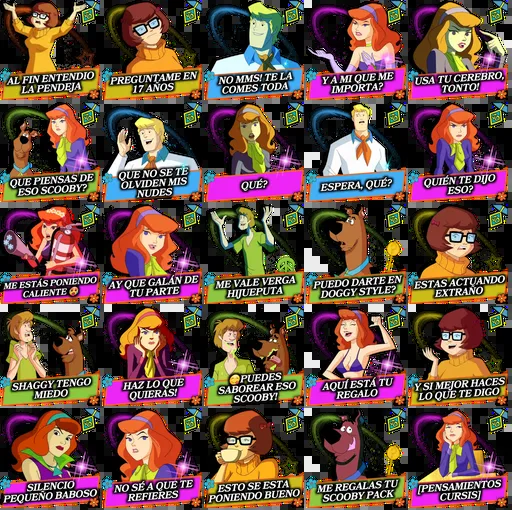 AL FIN ENTENDIO
LA PENDEJA
PREGUNTAME EN
17 AÑOS
NO MMS! TE LA
COMES TODA
Y A MI QUE ME
IMPORTA?
USA TU CEREBRO,
TONTO!
QUE PIENSAS DE
ESO SCOOBY?
QUE NO SE TE
OLVIDEN MIS
NUDES
QUÉ?
ESPERA, QUÉ?
QUIÉN TE DIJO
ESO?
ME ESTÁS PONIENDO
CALIENTE 🥵
AY QUE GALÁN DE
TU PARTE
ME VALE VERGA
HIJUEPUTA
PUEDO DARTE EN
DOGGY STYLE?
ESTAS ACTUANDO
EXTRAÑO
SHAGGY TENGO
MIEDO
HAZ LO QUE
QUIERAS!
😋PUEDES
SABOREAR ESO
SCOOBY!
AQUÍ ESTÁ TU
REGALO
Y SI MEJOR HACES
LO QUE TE DIGO
SILENCIO
PEQUEÑO BABOSO
NO SÉ A QUE TE
REFIERES
ESTO SE ESTA
PONIENDO BUENO
ME REGALAS TU
SCOOBY PACK
[PENSAMIENTOS
CURSIS]